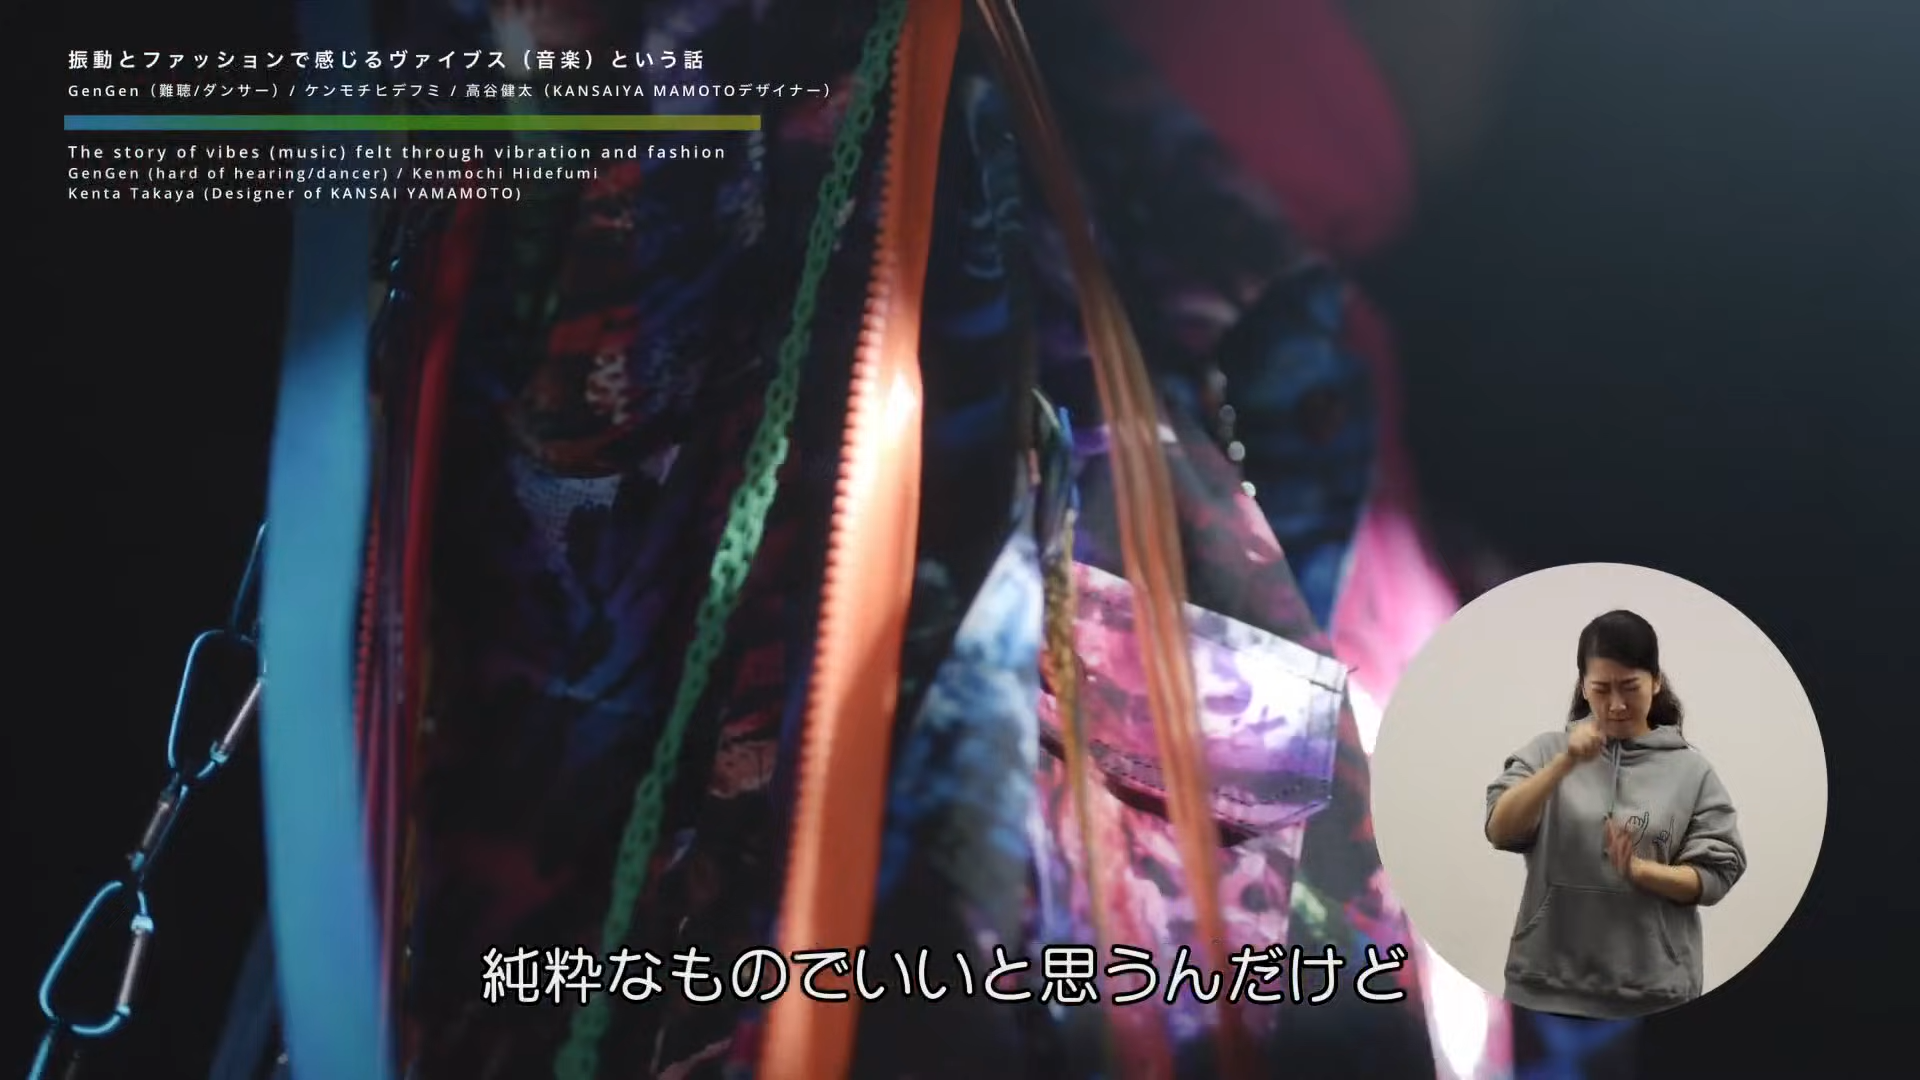 振動とファッションで感じるヴァイブス（音楽）という話
GenGen（難聴/ダンサー）/ ケンモチヒデフミ / 高谷健太（KANSAIYA MAMOTOデザイナー）
The story of vibes (music) felt through vibration and fashion
GenGen (hard of hearing/dancer) / Kenmochi Hidefumi
Kenta Takaya (Designer of KANSAI YAMAMOTO)
純粋なものでいいと思うんだけど